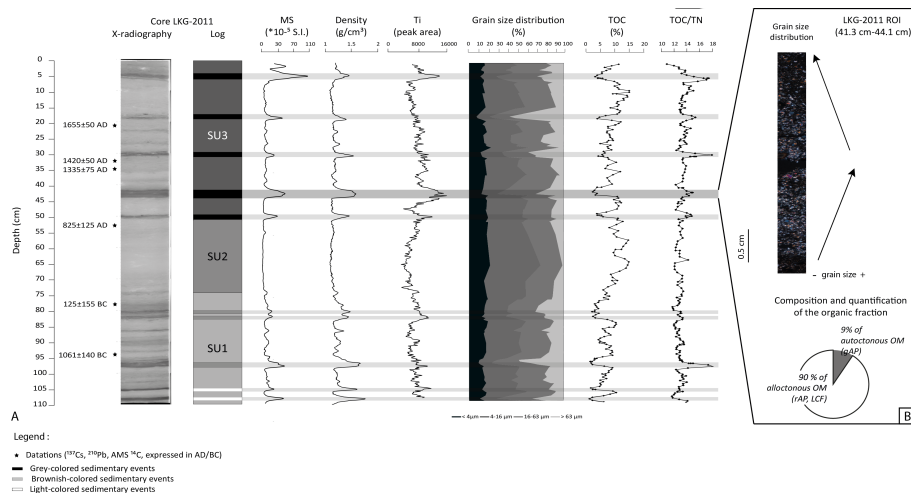 Core LKG-2011
X-radiography
Log
MS
(*10-5 S.I.)
Density
(g/cm³)
Ti
(peak area)
Grain size distribution
(%)
TOC
(%)
TOC/TN
0 30 110
1 1.5 2
0 8000 16000
0 10 20 30 40 50 60 70 80 90 100
0 5 10 15 20
10 12 14 16 18
0
5
10
15
20
25
30
35
40
45
50
55
60
65
70
75
80
85
90
95
100
105
110
Depth (cm)
1655±50 AD
1420±50 AD
1335±75 AD
825±125 AD
125±155 BC
1061±140 BC
SU3
SU2
SU1
< 4µm 4-16 µm 16-63 µm > 63 µm
A
Grain size
distribution
LKG-2011 ROI
(41.3 cm-44.1 cm)
0.5 cm
- grain size +
Composition and quantification
of the organic fraction
9% of
autoctonous OM
(gAP)
90 % of
alloctonous OM
(rAP, LCF)
B
Legend :
Datations (¹³⁷Cs, ²¹⁰Pb, AMS ¹⁴C, expressed in AD/BC)
Grey-colored sedimentary events
Brownish-colored sedimentary events
Light-colored sedimentary events